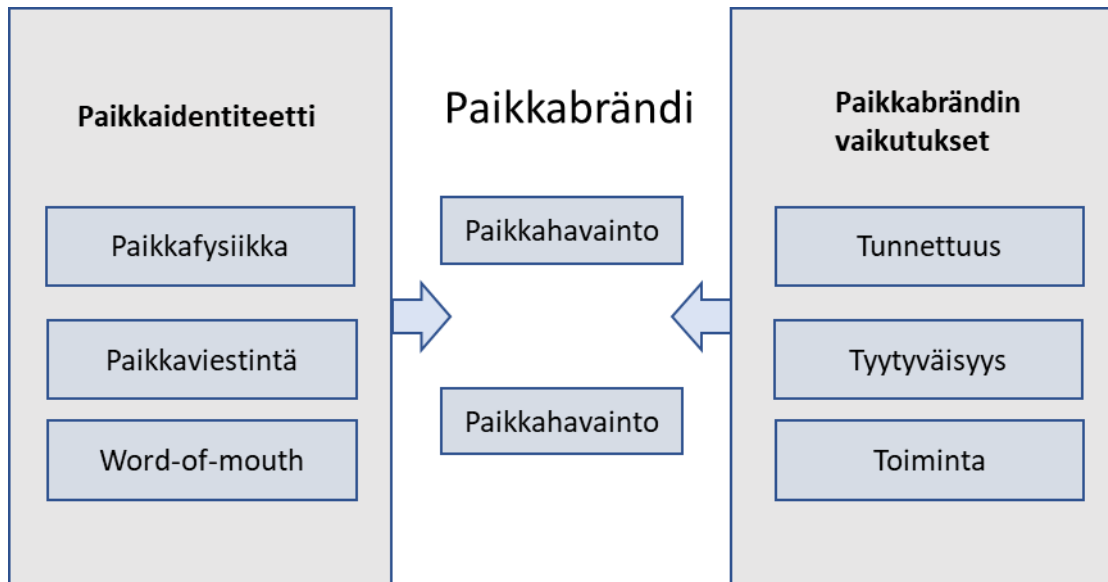 Paikkaidentiteetti
Paikkafysiikka
Paikkaviestintä
Word-of-mouth
Paikkabrändi
Paikkahavainto
Paikkahavainto
Paikkabrändin
vaikutukset
Tunnettuus
Tyytyväisyys
Toiminta